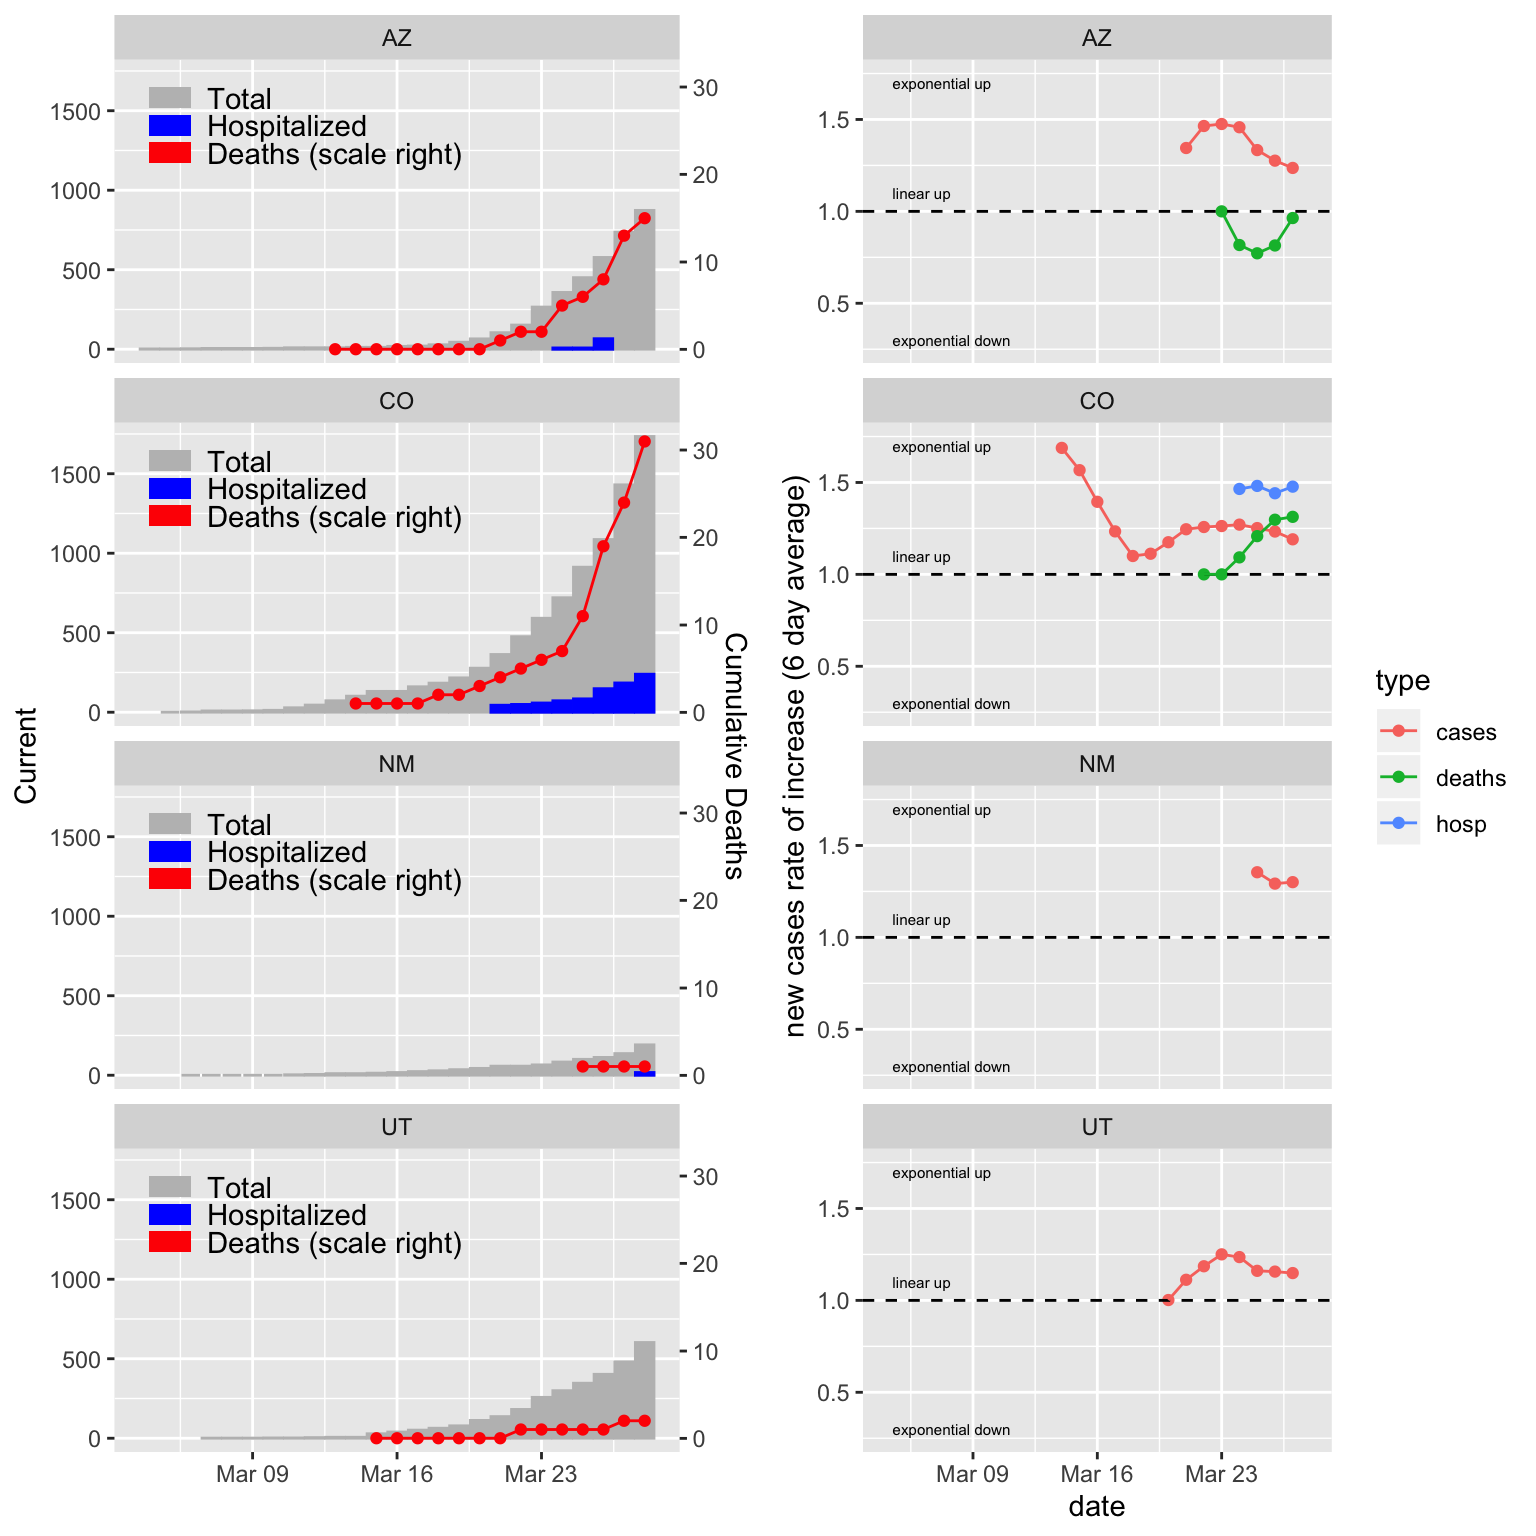 AZ
Total
Hospitalized
Deaths (scale right)
1500
1000
500
0
30
20
10
0
CO
Total
Hospitalized
Deaths (scale right)
1500
1000
500
0
30
20
10
0
NM
Total
Hospitalized
Deaths (scale right)
1500
1000
500
0
30
20
10
0
UT
Total
Hospitalized
Deaths (scale right)
1500
1000
500
0
30
20
10
0
Mar 09 Mar 16 Mar 23
Current
Cumulative Deaths
AZ
exponential up
linear up
exponential down
1.5
1.0
0.5
CO
exponential up
linear up
exponential down
1.5
1.0
0.5
NM
exponential up
linear up
exponential down
1.5
1.0
0.5
UT
exponential up
linear up
exponential down
1.5
1.0
0.5
Mar 09 Mar 16 Mar 23
date
new cases rate of increase (6 day average)
type
cases
deaths
hosp